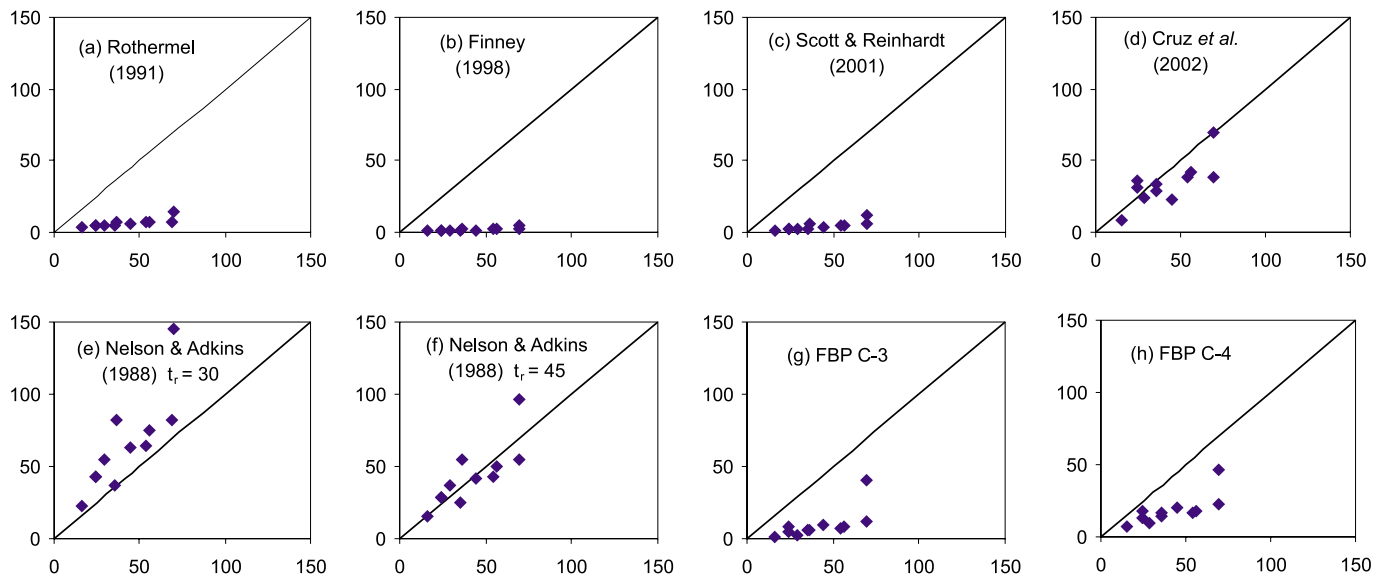 150
100
50
0
0 50 100 150
(a) Rothermel
(1991)
150
100
50
0
0 50 100 150
(b) Finney
(1998)
150
100
50
0
0 50 100 150
(c) Scott & Reinhardt
(2001)
150
100
50
0
0 50 100 150
(d) Cruz et al.
(2002)
150
100
50
0
0 50 100 150
(e) Nelson & Adkins
(1988) tr = 30
150
100
50
0
0 50 100 150
(f) Nelson & Adkins
(1988) tr = 45
150
100
50
0
0 50 100 150
(g) FBP C-3
150
100
50
0
0 50 100 150
(h) FBP C-4